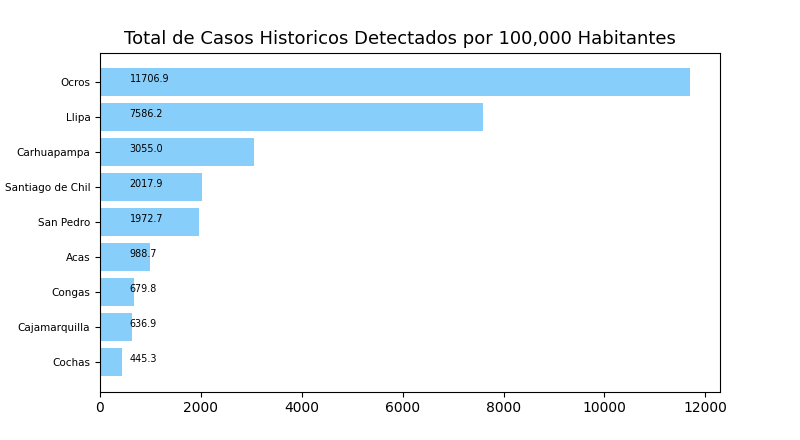 Total de Casos Historicos Detectados por 100,000 Habitantes
Ocros 11706.9
Llipa 7586.2
Carhuapampa 3055.0
Santiago de Chil 2017.9
San Pedro 1972.7
Acas 988.7
Congas 679.8
Cajamarquilla 636.9
Cochas 445.3
0 2000 4000 6000 8000 10000 12000